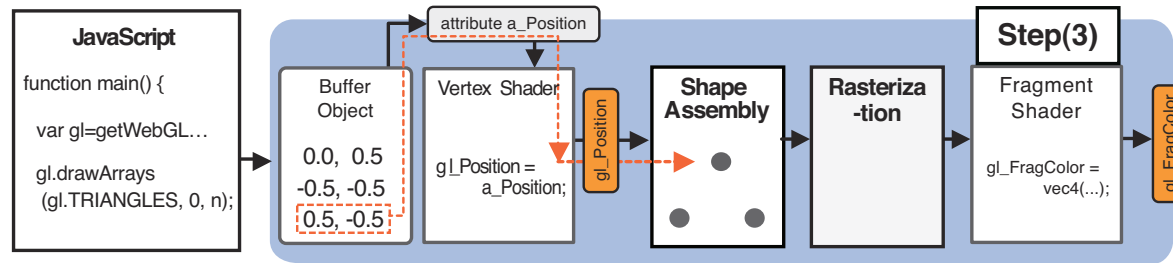 JavaScript
function main() {
var gl=getWebGL…
gl.drawArrays
(gl.TRIANGLES, 0, n);
Buffer
Object
0.0, 0.5
-0.5, -0.5
0.5, -0.5
attribute a_Position
Vertex Shader
gl_Position =
a_Position;
gl_Position
Shape
Assembly
Rasteriza-
-tion
Step(3)
Fragment
Shader
gl_FragColor =
vec4(...);
gl_FragColor